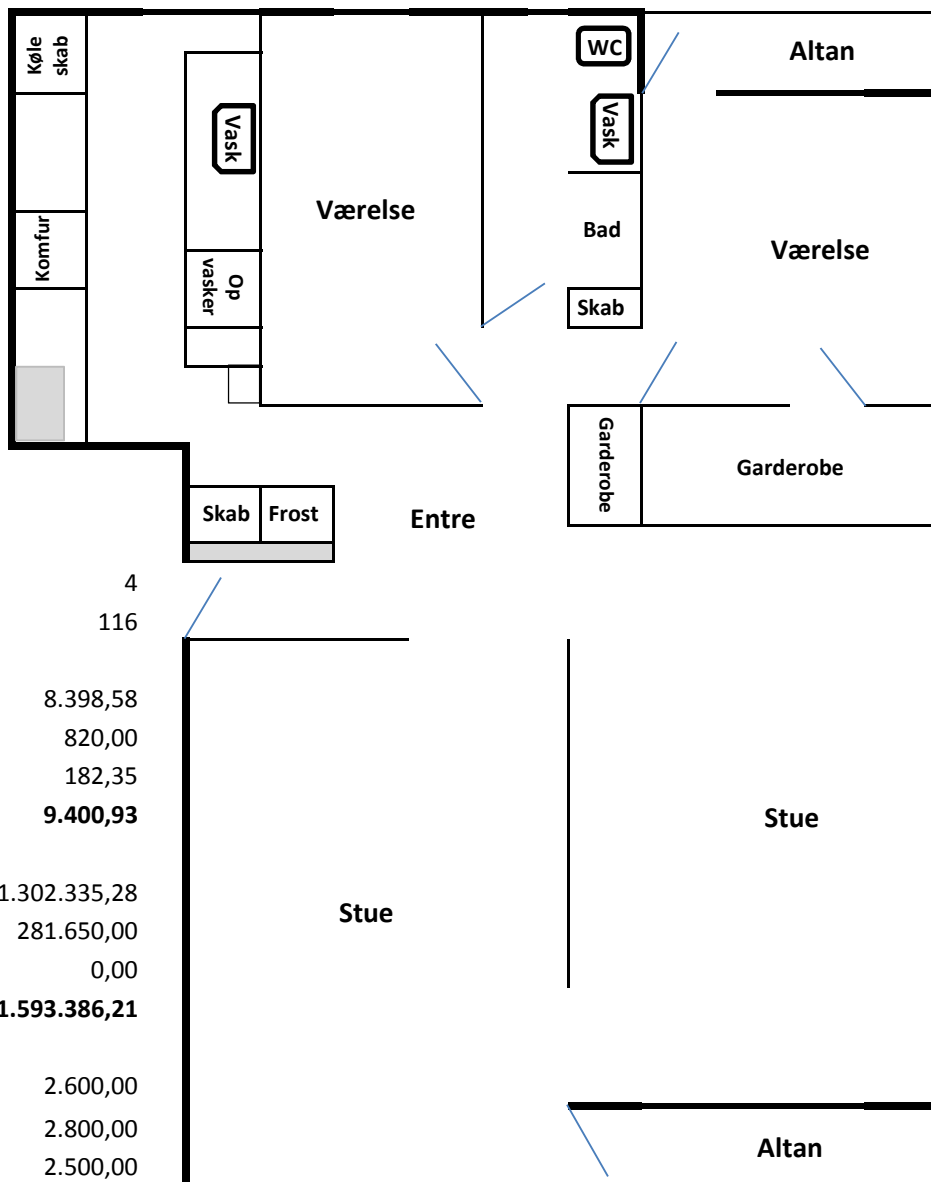 Køle
skab
WC
Altan
Vask
Vask
Værelse
Bad
Værelse
Komfur
Op
vasker
Skab
Garderobe
Garderobe
Skab
Frost
Entre
4
116
8.398,58
820,00
182,35
9.400,93
Stue
1.302.335,28
Stue
281.650,00
0,00
1.593.386,21
2.600,00
2.800,00
Altan
2.500,00